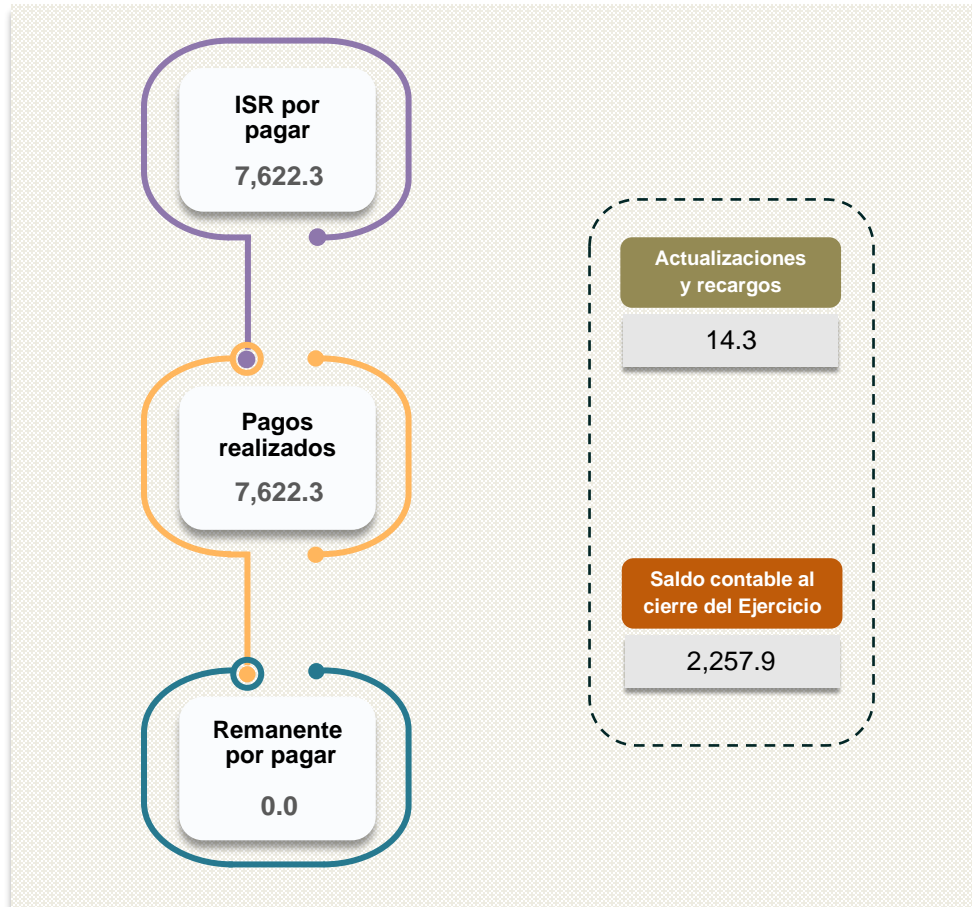 ISR por
pagar
7,622.3
Pagos
realizados
7,622.3
Remanente
por pagar
0.0
Actualizaciones
y recargos
14.3
Saldo contable al
cierre del Ejercicio
2,257.9